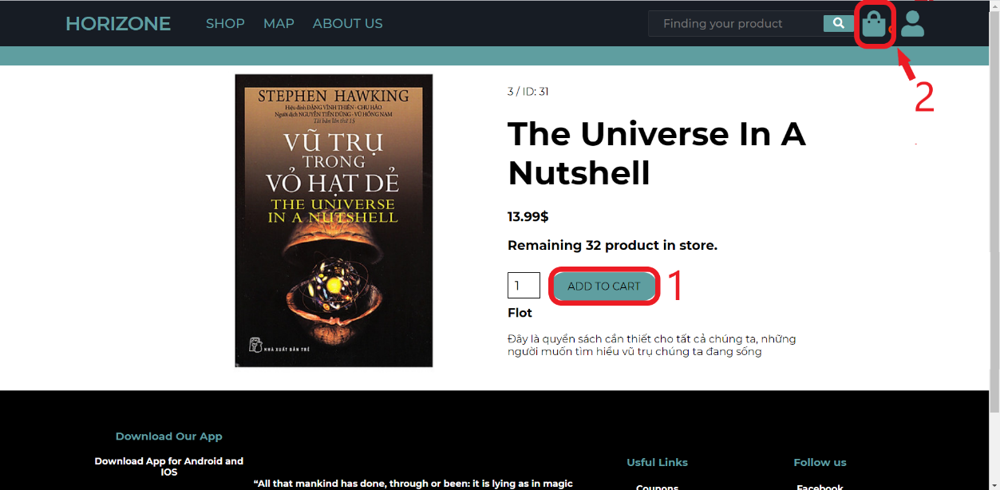 HORIZONE
SHOP
MAP
ABOUT US
Finding your product
2
STEPHEN HAWKING
Hiệu đính ĐẶNG VĨNH THIÊN - CHU HẢO
Người dịch NGUYỄN TIẾN DŨNG - VŨ HỒNG NAM
Tái bản lần thứ 15
VŨ TRỤ
TRONG
VỎ HẠT DẺ
THE UNIVERSE
IN A NUTSHELL
NHÀ XUẤT BẢN TRẺ
3 / ID: 31
The Universe In A
Nutshell
13.99$
Remaining 32 product in store.
1
ADD TO CART
1
Flot
Đây là quyển sách cần thiết cho tất cả chúng ta, những
người muốn tìm hiểu vũ trụ chúng ta đang sống
Download Our App
Download App for Android and
IOS
“All that mankind has done, through or been: it is lying as in magic
Usful Links
Coupons
Follow us
Facebook